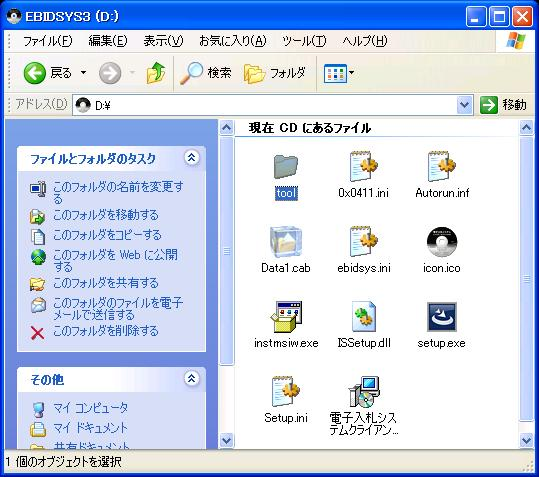 EBIDSYS3 (D:)
ファイル(F) 編集(E) 表示(V) お気に入り(A) ツール(T) ヘルプ(H)
戻る 検索 フォルダ
アドレス(D) D:¥ 移動
ファイルとフォルダのタスク
このフォルダの名前を変更す
る
このフォルダを移動する
このフォルダをコピーする
このフォルダを Web に公開
する
このフォルダを共有する
このフォルダのファイルを電子
メールで送信する
このフォルダを削除する
その他
マイ コンピュータ
マイ ドキュメント
共有ドキュメント
現在 CD にあるファイル
tool 0x0411.ini Autorun.inf
Data1.cab ebidsys.ini icon.ico
instmsiw.exe ISSetup.dll setup.exe
Setup.ini 電子入札シス
テムクライアン...
1 個のオブジェクトを選択